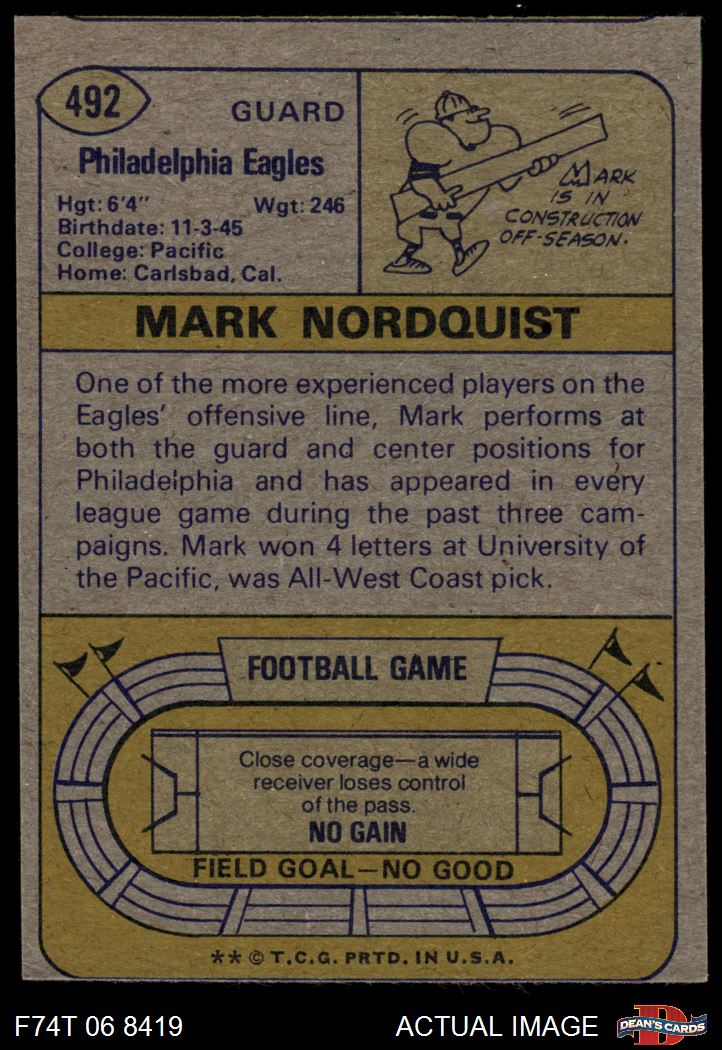 492
GUARD
Philadelphia Eagles
Hgt: 6'4" Wgt: 246
Birthdate: 11-3-45
College: Pacific
Home: Carlsbad, Cal.
MARK
IS IN
CONSTRUCTION
OFF-SEASON.
MARK NORDQUIST
One of the more experienced players on the
Eagles' offensive line, Mark performs at
both the guard and center positions for
Philadelphia and has appeared in every
league game during the past three cam-
paigns. Mark won 4 letters at University of
the Pacific, was All-West Coast pick.
FOOTBALL GAME
Close coverage—a wide
receiver loses control
of the pass.
NO GAIN
FIELD GOAL—NO GOOD
** © T.C.G. PRTD. IN U.S.A.
F74T 06 8419 ACTUAL IMAGE
D
DEAN'S CARDS